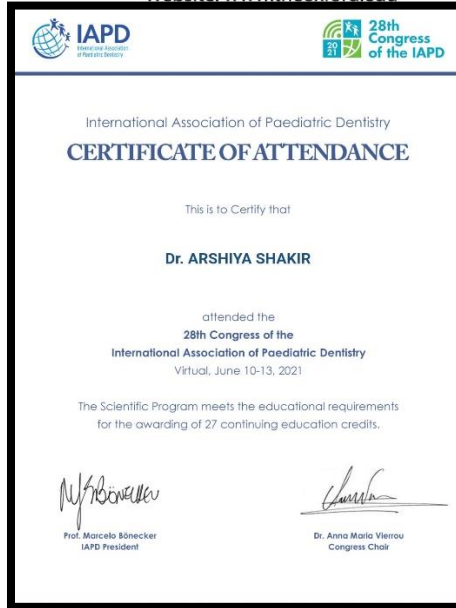 IAPD
International Association
of Paediatric Dentistry
20
21
28th
Congress
of the IAPD
International Association of Paediatric Dentistry
CERTIFICATE OF ATTENDANCE
This is to Certify that
Dr. ARSHIYA SHAKIR
attended the
28th Congress of the
International Association of Paediatric Dentistry
Virtual, June 10-13, 2021
The Scientific Program meets the educational requirements
for the awarding of 27 continuing education credits.
Prof. Marcelo Bönecker
IAPD President
Dr. Anna Maria Vierrou
Congress Chair